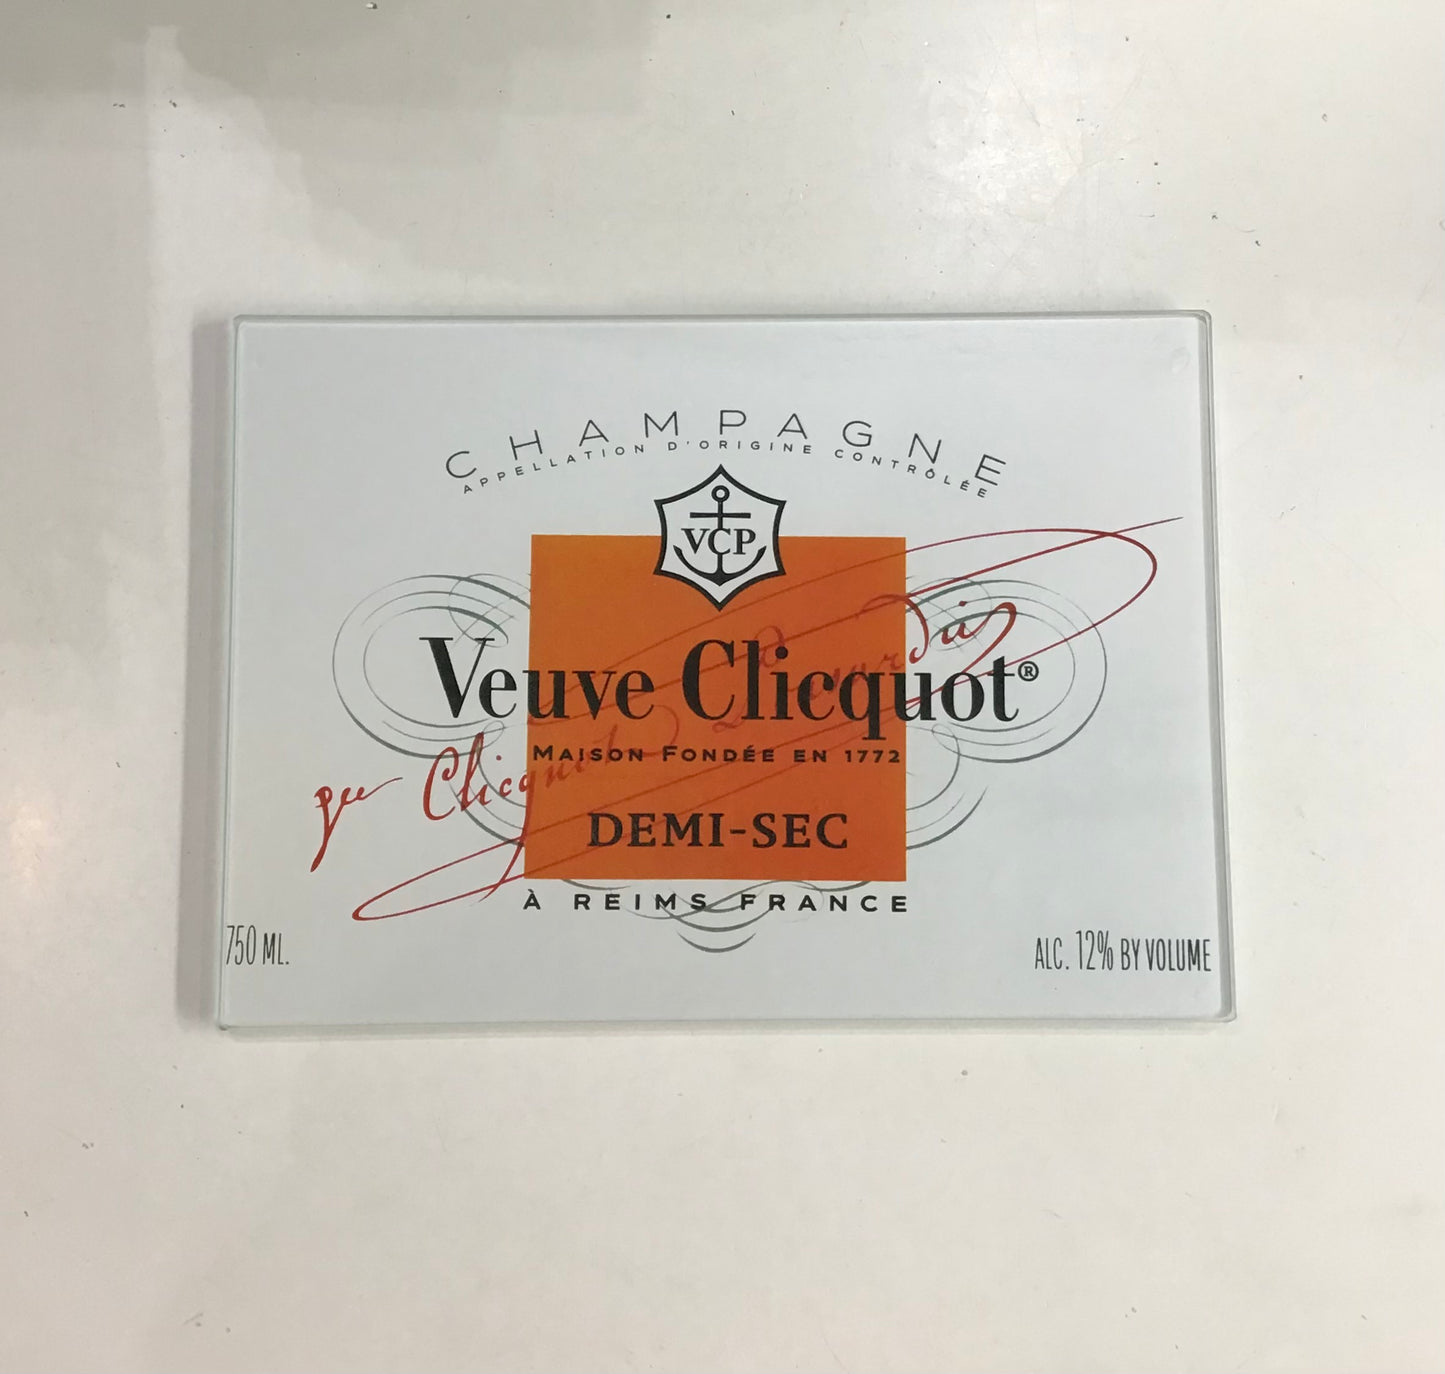 CHAMPAGNE
APPELLATION D'ORIGINE CONTRÔLÉE
VCP
Veuve Clicquot®
MAISON FONDÉE EN 1772
Clicquot
DEMI-SEC
À REIMS FRANCE
750 ML.
ALC. 12% BY VOLUME